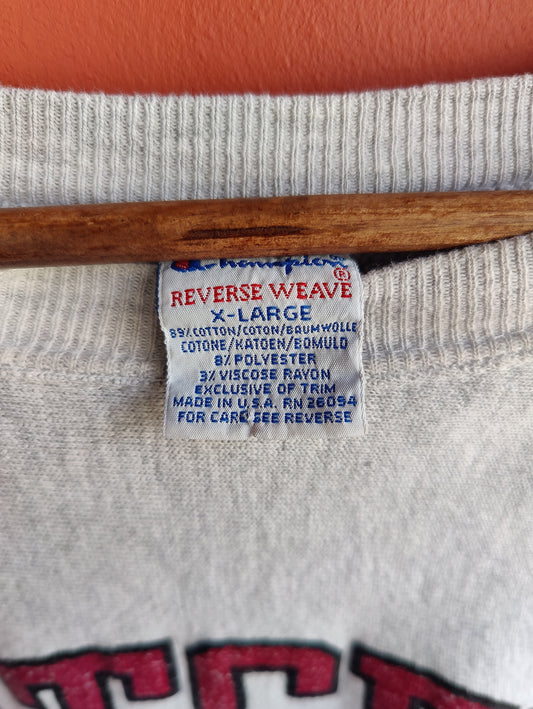 Champion
REVERSE WEAVE ®
X-LARGE
89% COTTON/COTON/BAUMWOLLE
COTONE/KATOEN/BOMULD
8% POLYESTER
3% VISCOSE RAYON
EXCLUSIVE OF TRIM
MADE IN U.S.A. RN 26094
FOR CARE SEE REVERSE